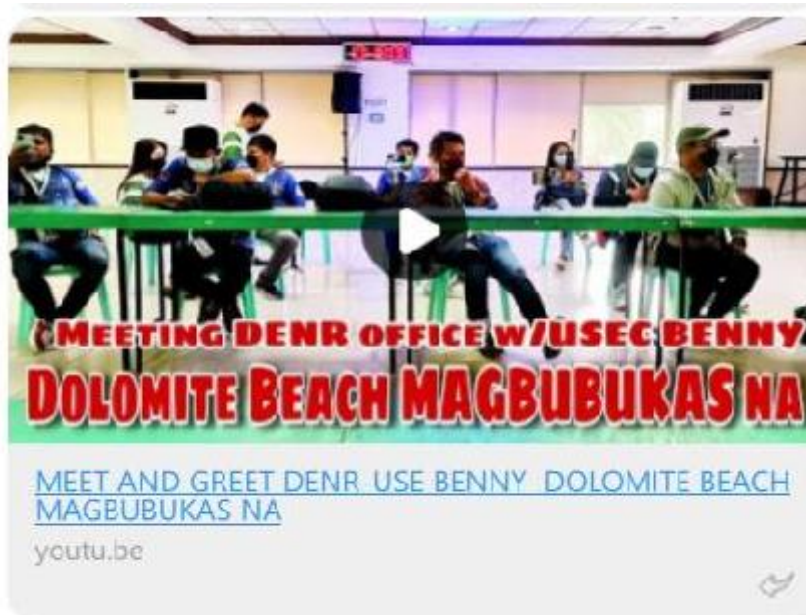 (MEETING DENR OFFICE W/USEC BENNY
DOLOMITE BEACH MAGBUBUKAS NA
MEET AND GREET DENR USE BENNY DOLOMITE BEACH
MAGBUBUKAS NA
youtu.be